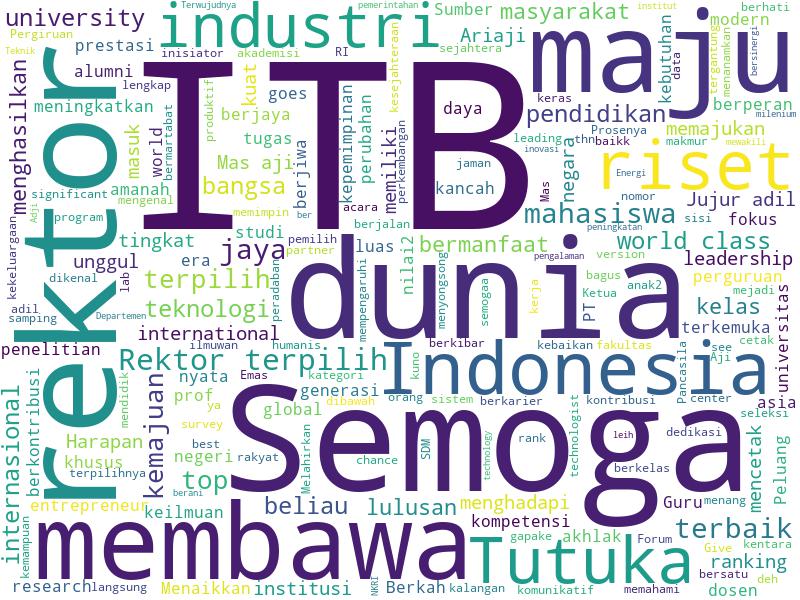 Terwujudnya
pemerintahan
institut
university
industri
Sumber
masyarakat
berhati
Pergiruan
Teknik
prestasi
inisiator
akademisi
RI
Ariaji
sejahtera
maju
modern
kebutuhan
data
tergantung
menanamkan
bersinergi
milenium
rektor
menghasilkan
alumni
lengkap
meningkatkan
ITB
produktif
kuat
goes
kesejahteraan
berjaya
kepemimpinan
perubahan
daya
keras
pendidikan
berperan
masuk
world
bermartabat
tugas
leading
thn
Prosenya
baikk
memajukan
makmur
mewakili
inovasi
Mas aji
berjiwa
memiliki
perkembangan
jaman
kancah
negara
riset
Energi
significant
amanah
mengenal
bangsa
Mas
nomor
Jujur adil
Adji
program
memimpin
ber
acara
berjalan
mahasiswa
sisi
fokus
kekeluargaan
tingkat
studi
pemilih
partner
luas
nilai2
bermanfaat
peningkatan
world class
unggul
era
jaya
dunia
pengalaman
version
leadership
dikenal
lab
terpilih
peradaban
mempengaruhi
menyongsong
semogaa
kerja
bagus
anak2
perguruan
adil
samping
Departemen
teknologi
PT
Ketua
mejadi
kelas
terkemuka
universitas
international
berkibar
kebaikan
fakultas
cetak
penelitian
ilmuwan
humanis
Rektor terpilih
kuno
Indonesia
Pancasila
see
Aji
asia
internasional
berkontribusi
mendidik
kemajuan
nyata
Emas
kategori
generasi
dibawah
orang
sistem
berkarier
kontribusi
center
seleksi
prof
ya
global
Semoga
Harapan
khusus
survey
best
negeri
rakyat
Melahirkan
chance
SDM
technology
rank
technologist
leih
dedikasi
berkelas
mencetak
Peluang
terpilihnya
berani
top
entrepreneur
keilmuan
beliau
lulusan
menghadapi
Guru
menang
kemampuan
membawa
kompetensi
gapake
akhlak
Forum
terbaik
kentara
Tutuka
Give
ranking
bersatu
deh
research
langsung
Menaikkan
institusi
NKRI
Berkah
kalangan
komunikatif
memahami
dosen